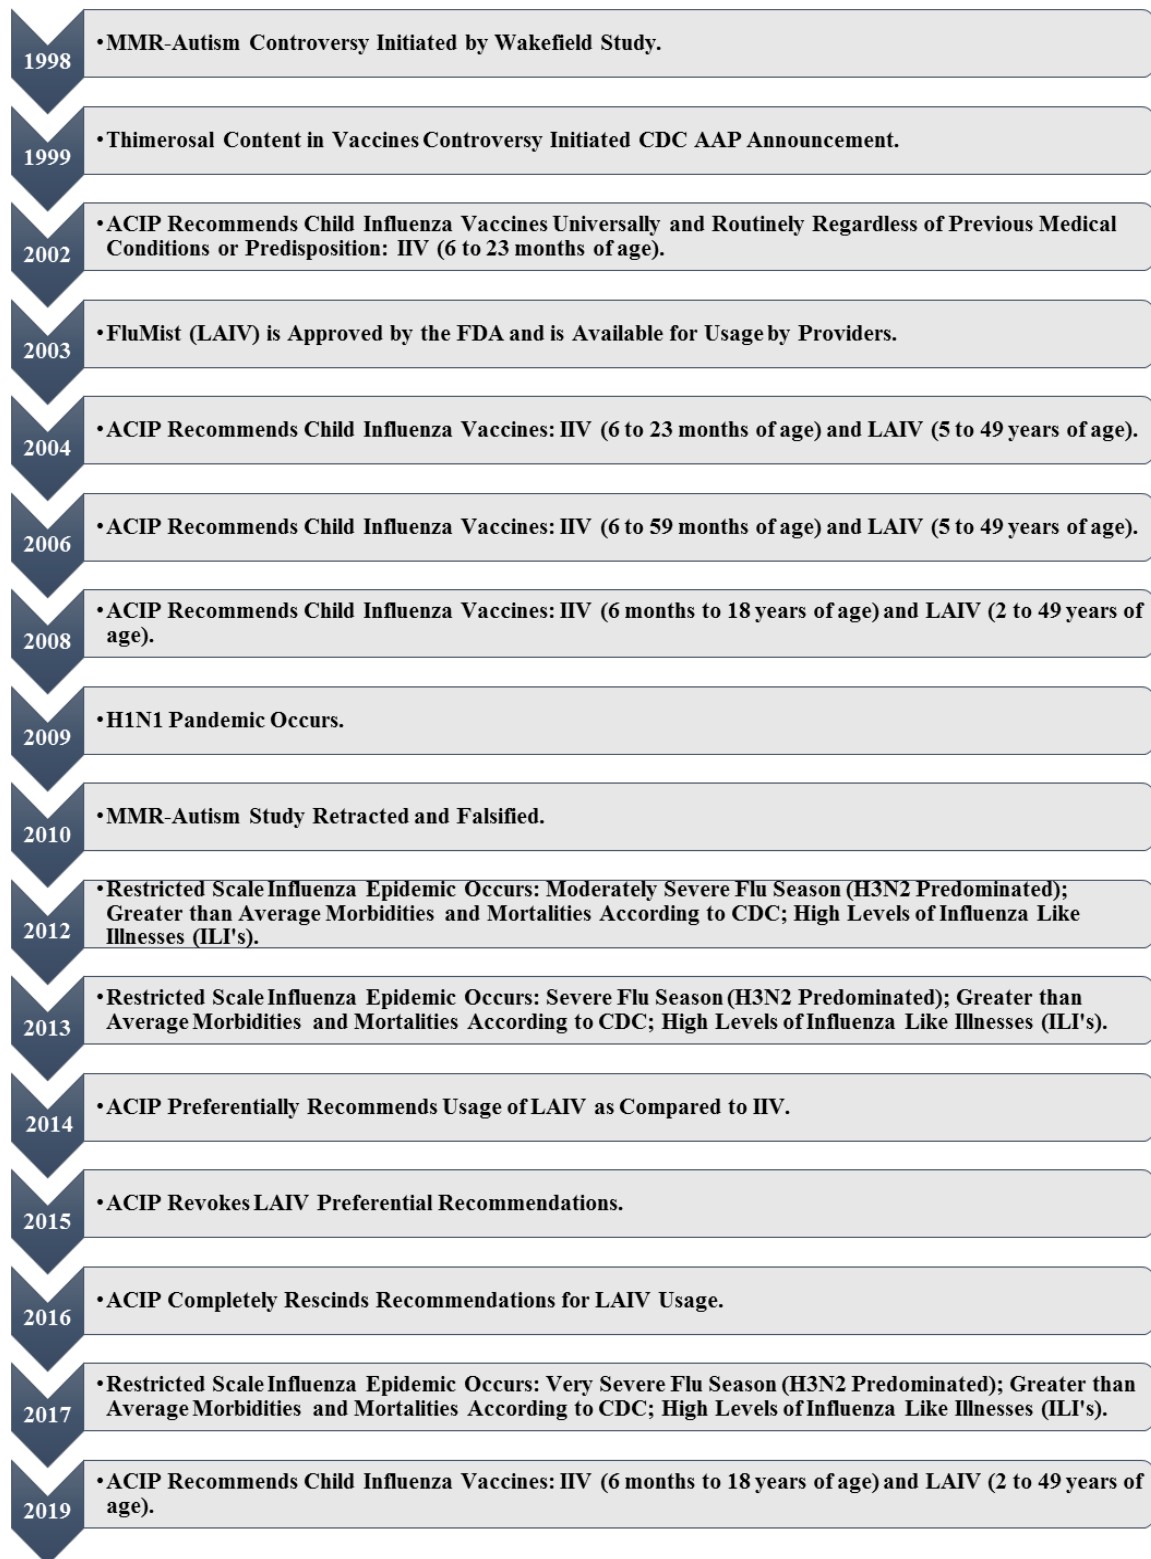 1998
•MMR-Autism Controversy Initiated by Wakefield Study.
1999
•Thimerosal Content in Vaccines Controversy Initiated CDC AAP Announcement.
2002
•ACIP Recommends Child Influenza Vaccines Universally and Routinely Regardless of Previous Medical
Conditions or Predisposition: IIV (6 to 23 months of age).
2003
•FluMist (LAIV) is Approved by the FDA and is Available for Usage by Providers.
2004
•ACIP Recommends Child Influenza Vaccines: IIV (6 to 23 months of age) and LAIV (5 to 49 years of age).
2006
•ACIP Recommends Child Influenza Vaccines: IIV (6 to 59 months of age) and LAIV (5 to 49 years of age).
2008
•ACIP Recommends Child Influenza Vaccines: IIV (6 months to 18 years of age) and LAIV (2 to 49 years of
age).
2009
•H1N1 Pandemic Occurs.
2010
•MMR-Autism Study Retracted and Falsified.
2012
•Restricted Scale Influenza Epidemic Occurs: Moderately Severe Flu Season (H3N2 Predominated);
Greater than Average Morbidities and Mortalities According to CDC; High Levels of Influenza Like
Illnesses (ILI's).
2013
•Restricted Scale Influenza Epidemic Occurs: Severe Flu Season (H3N2 Predominated); Greater than
Average Morbidities and Mortalities According to CDC; High Levels of Influenza Like Illnesses (ILI's).
2014
•ACIP Preferentially Recommends Usage of LAIV as Compared to IIV.
2015
•ACIP Revokes LAIV Preferential Recommendations.
2016
•ACIP Completely Rescinds Recommendations for LAIV Usage.
2017
•Restricted Scale Influenza Epidemic Occurs: Very Severe Flu Season (H3N2 Predominated); Greater than
Average Morbidities and Mortalities According to CDC; High Levels of Influenza Like Illnesses (ILI's).
2019
•ACIP Recommends Child Influenza Vaccines: IIV (6 months to 18 years of age) and LAIV (2 to 49 years of
age).